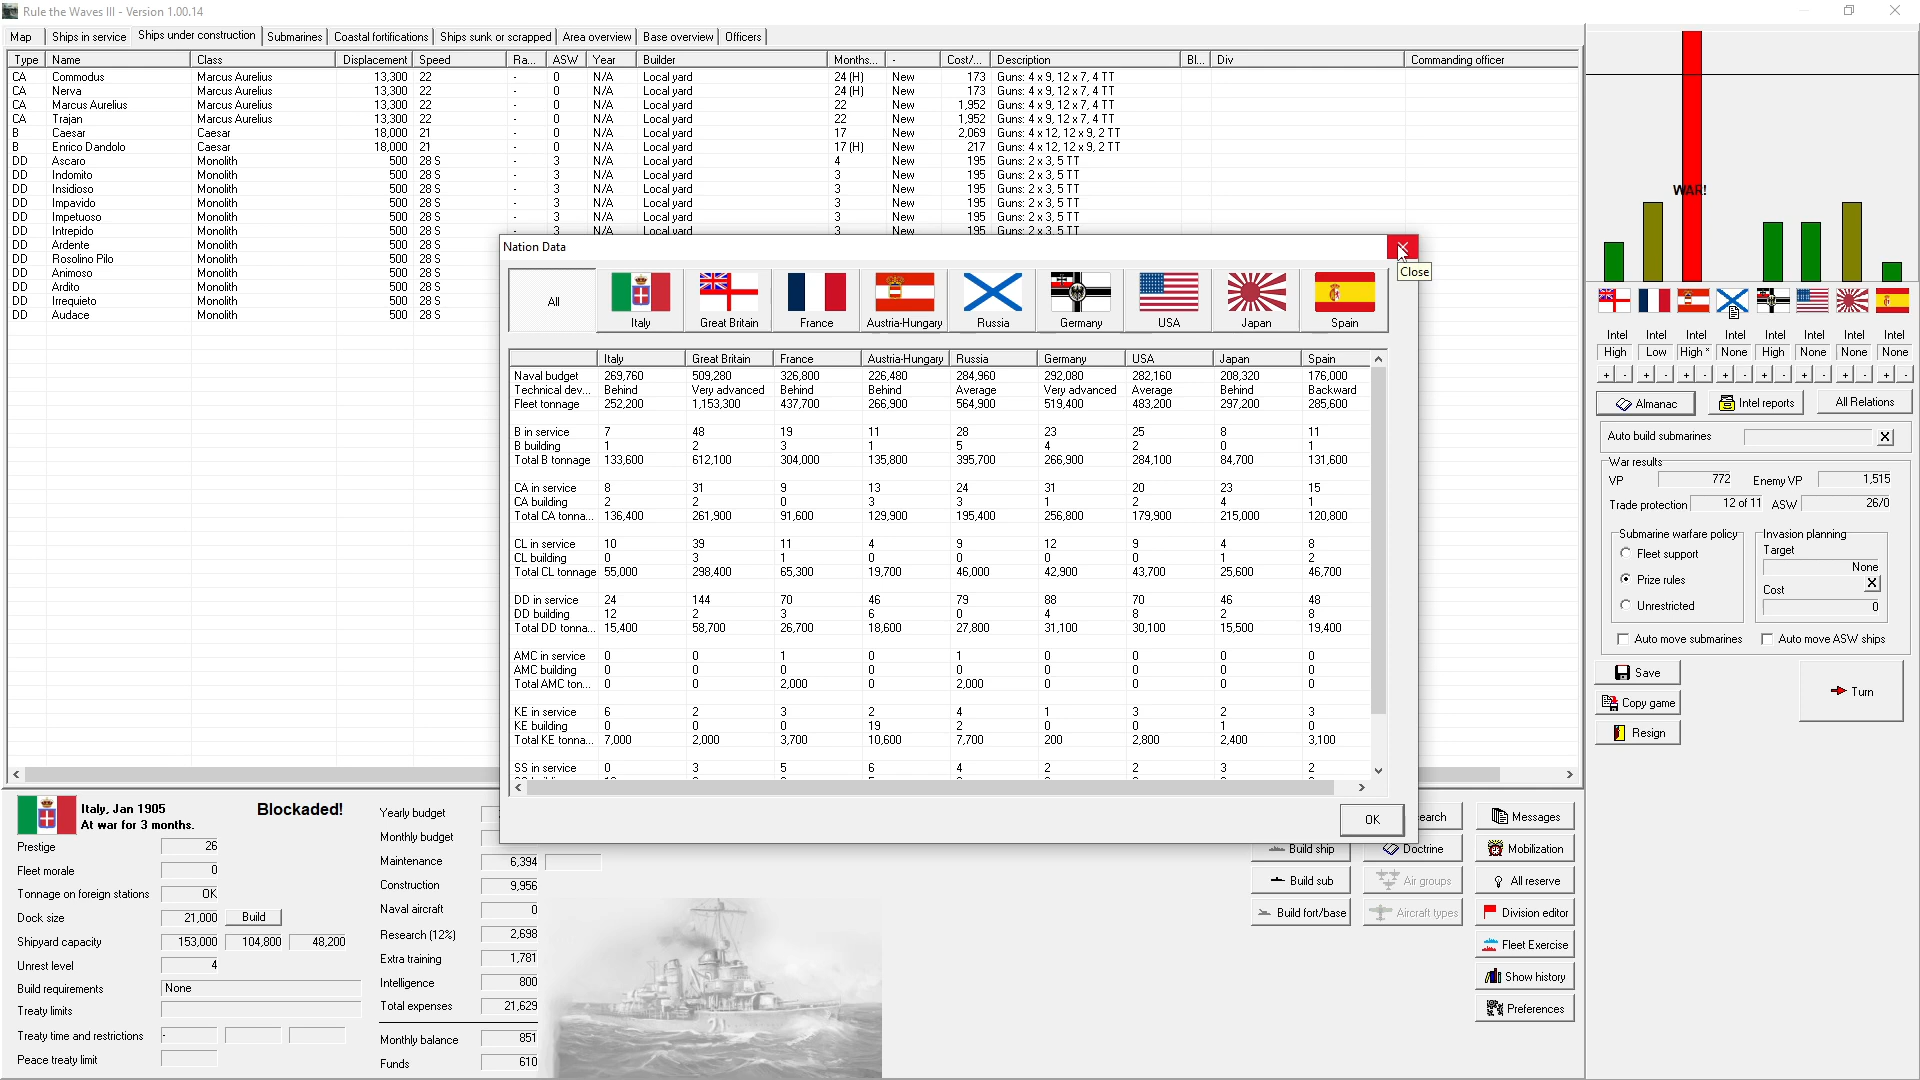 Rule the Waves III - Version 1.00.14
Map Ships in service Ships under construction Submarines Coastal fortifications Ships sunk or scrapped Area overview Base overview Officers
Type Name Class Displacement Speed Ra... ASW Year Builder Months... - Cost/... Description Bl... Div Commanding officer
CA Commodus Marcus Aurelius 13,300 22 - 0 N/A Local yard 24 (H) New 173 Guns: 4 x 9, 12 x 7, 4 TT
CA Nerva Marcus Aurelius 13,300 22 - 0 N/A Local yard 24 (H) New 173 Guns: 4 x 9, 12 x 7, 4 TT
CA Marcus Aurelius Marcus Aurelius 13,300 22 - 0 N/A Local yard 22 New 1,952 Guns: 4 x 9, 12 x 7, 4 TT
CA Trajan Marcus Aurelius 13,300 22 - 0 N/A Local yard 22 New 1,952 Guns: 4 x 9, 12 x 7, 4 TT
B Caesar Caesar 18,000 21 - 0 N/A Local yard 17 New 2,069 Guns: 4 x 12, 12 x 9, 2 TT
B Enrico Dandolo Caesar 18,000 21 - 0 N/A Local yard 17 (H) New 217 Guns: 4 x 12, 12 x 9, 2 TT
DD Ascaro Monolith 500 28 S - 3 N/A Local yard 4 New 195 Guns: 2 x 3, 5 TT
DD Indomito Monolith 500 28 S - 3 N/A Local yard 3 New 195 Guns: 2 x 3, 5 TT
DD Insidioso Monolith 500 28 S - 3 N/A Local yard 3 New 195 Guns: 2 x 3, 5 TT
DD Impavido Monolith 500 28 S - 3 N/A Local yard 3 New 195 Guns: 2 x 3, 5 TT
DD Impetuoso Monolith 500 28 S - 3 N/A Local yard 3 New 195 Guns: 2 x 3, 5 TT
DD Intrepido Monolith 500 28 S - 3 N/A Local yard 3 New 195 Guns: 2 x 3, 5 TT
DD Ardente Monolith 500 28 S
DD Rosolino Pilo Monolith 500 28 S
DD Animoso Monolith 500 28 S
DD Ardito Monolith 500 28 S
DD Irrequieto Monolith 500 28 S
DD Audace Monolith 500 28 S
Nation Data
Close
All Italy Great Britain France Austria-Hungary Russia Germany USA Japan Spain
Italy Great Britain France Austria-Hungary Russia Germany USA Japan Spain
Naval budget 269,760 509,280 326,800 226,480 284,960 292,080 282,160 208,320 176,000
Technical dev... Behind Very advanced Behind Behind Average Very advanced Average Behind Backward
Fleet tonnage 252,200 1,153,300 437,700 266,900 564,900 519,400 483,200 297,200 285,600
B in service 7 48 19 11 28 23 25 8 11
B building 1 2 3 1 5 4 2 0 1
Total B tonnage 133,600 612,100 304,000 135,800 395,700 266,900 284,100 84,700 131,600
CA in service 8 31 9 13 24 31 20 23 15
CA building 2 2 0 3 3 1 2 4 1
Total CA tonna... 136,400 261,900 91,600 129,900 195,400 256,800 179,900 215,000 120,800
CL in service 10 39 11 4 9 12 9 4 8
CL building 0 3 1 0 0 0 0 1 2
Total CL tonnage 55,000 298,400 65,300 19,700 46,000 42,900 43,700 25,600 46,700
DD in service 24 144 70 46 79 88 70 46 48
DD building 12 2 3 6 0 4 8 2 8
Total DD tonna... 15,400 58,700 26,700 18,600 27,800 31,100 30,100 15,500 19,400
AMC in service 0 0 1 0 1 0 0 0 0
AMC building 0 0 0 0 0 0 0 0 0
Total AMC ton... 0 0 2,000 0 2,000 0 0 0 0
KE in service 6 2 3 2 4 1 3 2 3
KE building 0 0 0 19 2 0 0 1 0
Total KE tonna... 7,000 2,000 3,700 10,600 7,700 200 2,800 2,400 3,100
SS in service 0 3 5 6 4 2 2 3 2
OK
WAR!
Intel Intel Intel Intel Intel Intel Intel Intel
High Low High * None High None None None
+ - + - + - + - + - + - + - + -
Almanac Intel reports All Relations
Auto build submarines X
War results
VP 772 Enemy VP 1,515
Trade protection 12 of 11 ASW 26/0
Submarine warfare policy
Fleet support
Prize rules
Unrestricted
Invasion planning
Target
None
Cost X
0
Auto move submarines Auto move ASW ships
Save
Copy game
Resign
Turn
Italy, Jan 1905
At war for 3 months.
Blockaded!
Prestige 26
Fleet morale 0
Tonnage on foreign stations OK
Dock size 21,000 Build
Shipyard capacity 153,000 104,800 48,200
Unrest level 4
Build requirements None
Treaty limits
Treaty time and restrictions -
Peace treaty limit
Yearly budget
Monthly budget
Maintenance 6,394
Construction 9,956
Naval aircraft 0
Research (12%) 2,698
Extra training 1,781
Intelligence 800
Total expenses 21,629
Monthly balance 851
Funds 610
earch Messages
Build ship Doctrine Mobilization
Build sub Air groups All reserve
Build fort/base Aircraft types Division editor
Fleet Exercise
Show history
Preferences